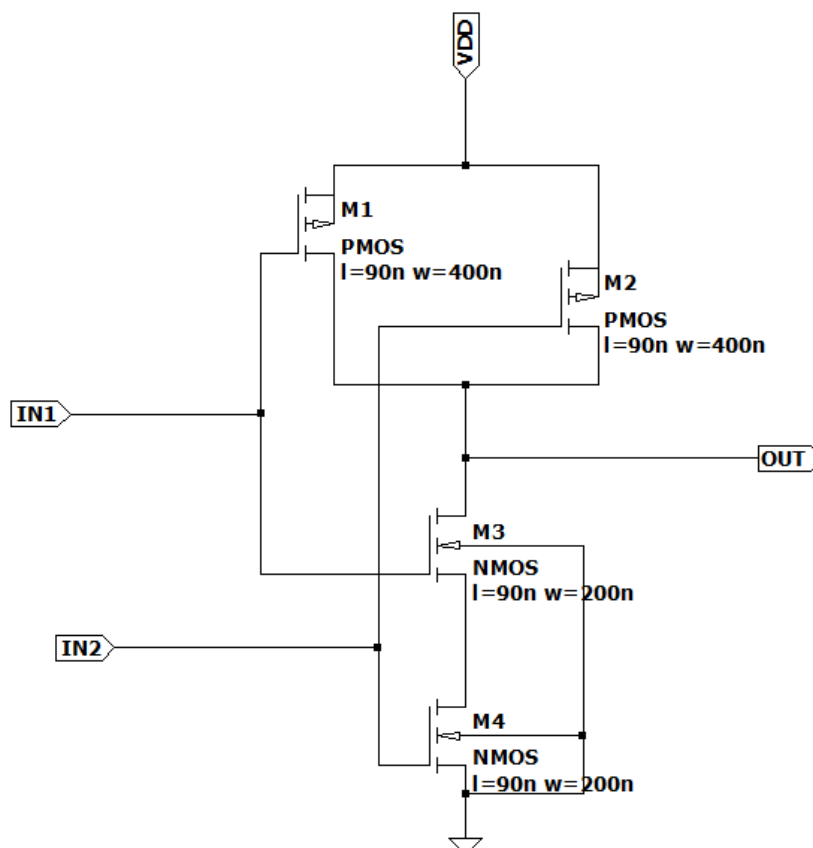 VDD
M1
PMOS
l=90n w=400n
M2
PMOS
l=90n w=400n
IN1
OUT
M3
NMOS
l=90n w=200n
IN2
M4
NMOS
l=90n w=200n